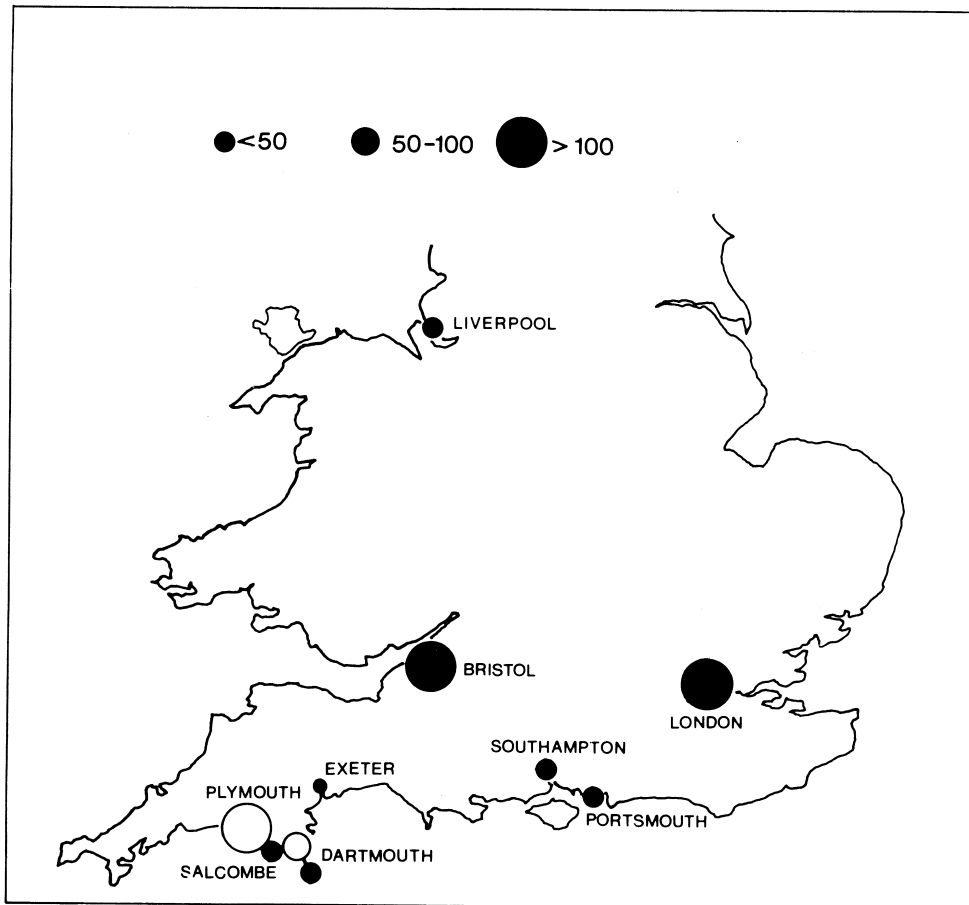 <50 50-100 >100
LIVERPOOL
BRISTOL
LONDON
SOUTHAMPTON
EXETER
PLYMOUTH
PORTSMOUTH
DARTMOUTH
SALCOMBE